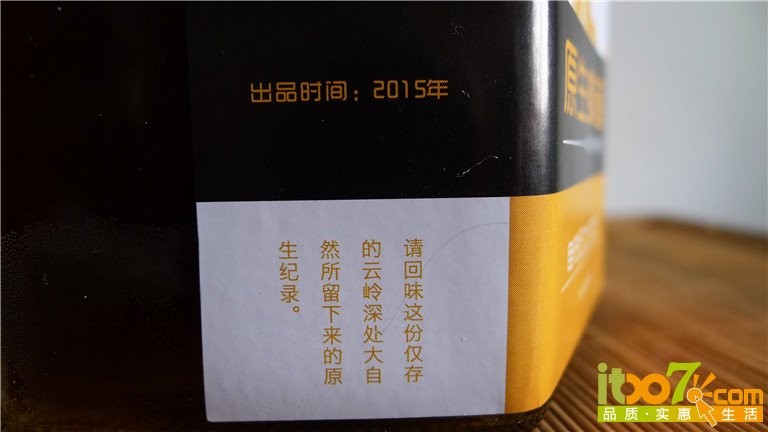 出品时间：2015年
请回味这份仅存
的云岭深处大自
然所留下来的原
生纪录。
原生
itbo7.com
品质·实惠 生活